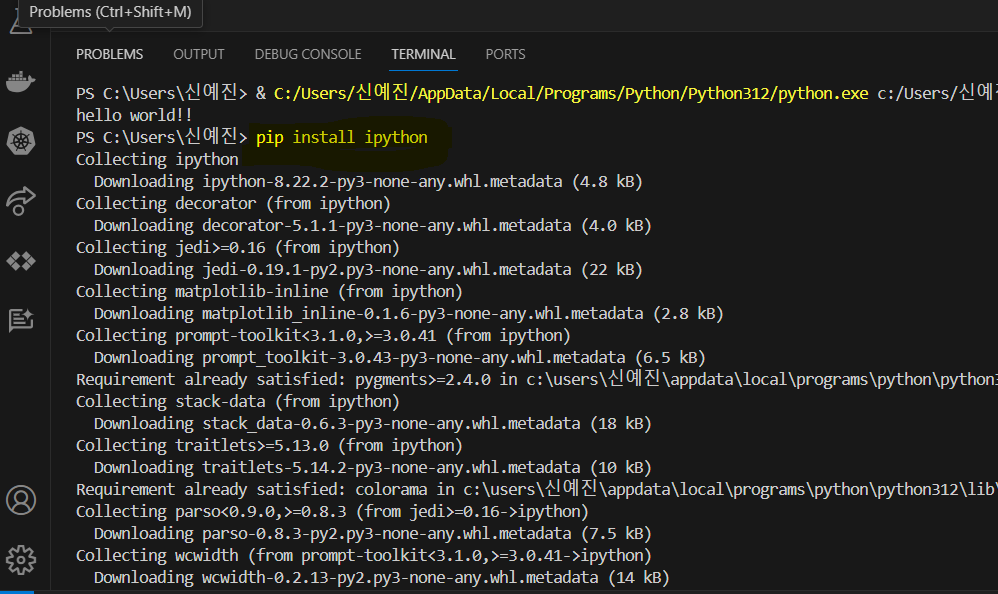 Problems (Ctrl+Shift+M)
PROBLEMS OUTPUT DEBUG CONSOLE TERMINAL PORTS
PS C:\Users\신예진> & C:/Users/신예진/AppData/Local/Programs/Python/Python312/python.exe c:/Users/신예
hello world!!
PS C:\Users\신예진> pip install ipython
Collecting ipython
  Downloading ipython-8.22.2-py3-none-any.whl.metadata (4.8 kB)
Collecting decorator (from ipython)
  Downloading decorator-5.1.1-py3-none-any.whl.metadata (4.0 kB)
Collecting jedi>=0.16 (from ipython)
  Downloading jedi-0.19.1-py2.py3-none-any.whl.metadata (22 kB)
Collecting matplotlib-inline (from ipython)
  Downloading matplotlib_inline-0.1.6-py3-none-any.whl.metadata (2.8 kB)
Collecting prompt-toolkit<3.1.0,>=3.0.41 (from ipython)
  Downloading prompt_toolkit-3.0.43-py3-none-any.whl.metadata (6.5 kB)
Requirement already satisfied: pygments>=2.4.0 in c:\users\신예진\appdata\local\programs\python\python3
Collecting stack-data (from ipython)
  Downloading stack_data-0.6.3-py3-none-any.whl.metadata (18 kB)
Collecting traitlets>=5.13.0 (from ipython)
  Downloading traitlets-5.14.2-py3-none-any.whl.metadata (10 kB)
Requirement already satisfied: colorama in c:\users\신예진\appdata\local\programs\python\python312\lib\
Collecting parso<0.9.0,>=0.8.3 (from jedi>=0.16->ipython)
  Downloading parso-0.8.3-py2.py3-none-any.whl.metadata (7.5 kB)
Collecting wcwidth (from prompt-toolkit<3.1.0,>=3.0.41->ipython)
  Downloading wcwidth-0.2.13-py2.py3-none-any.whl.metadata (14 kB)